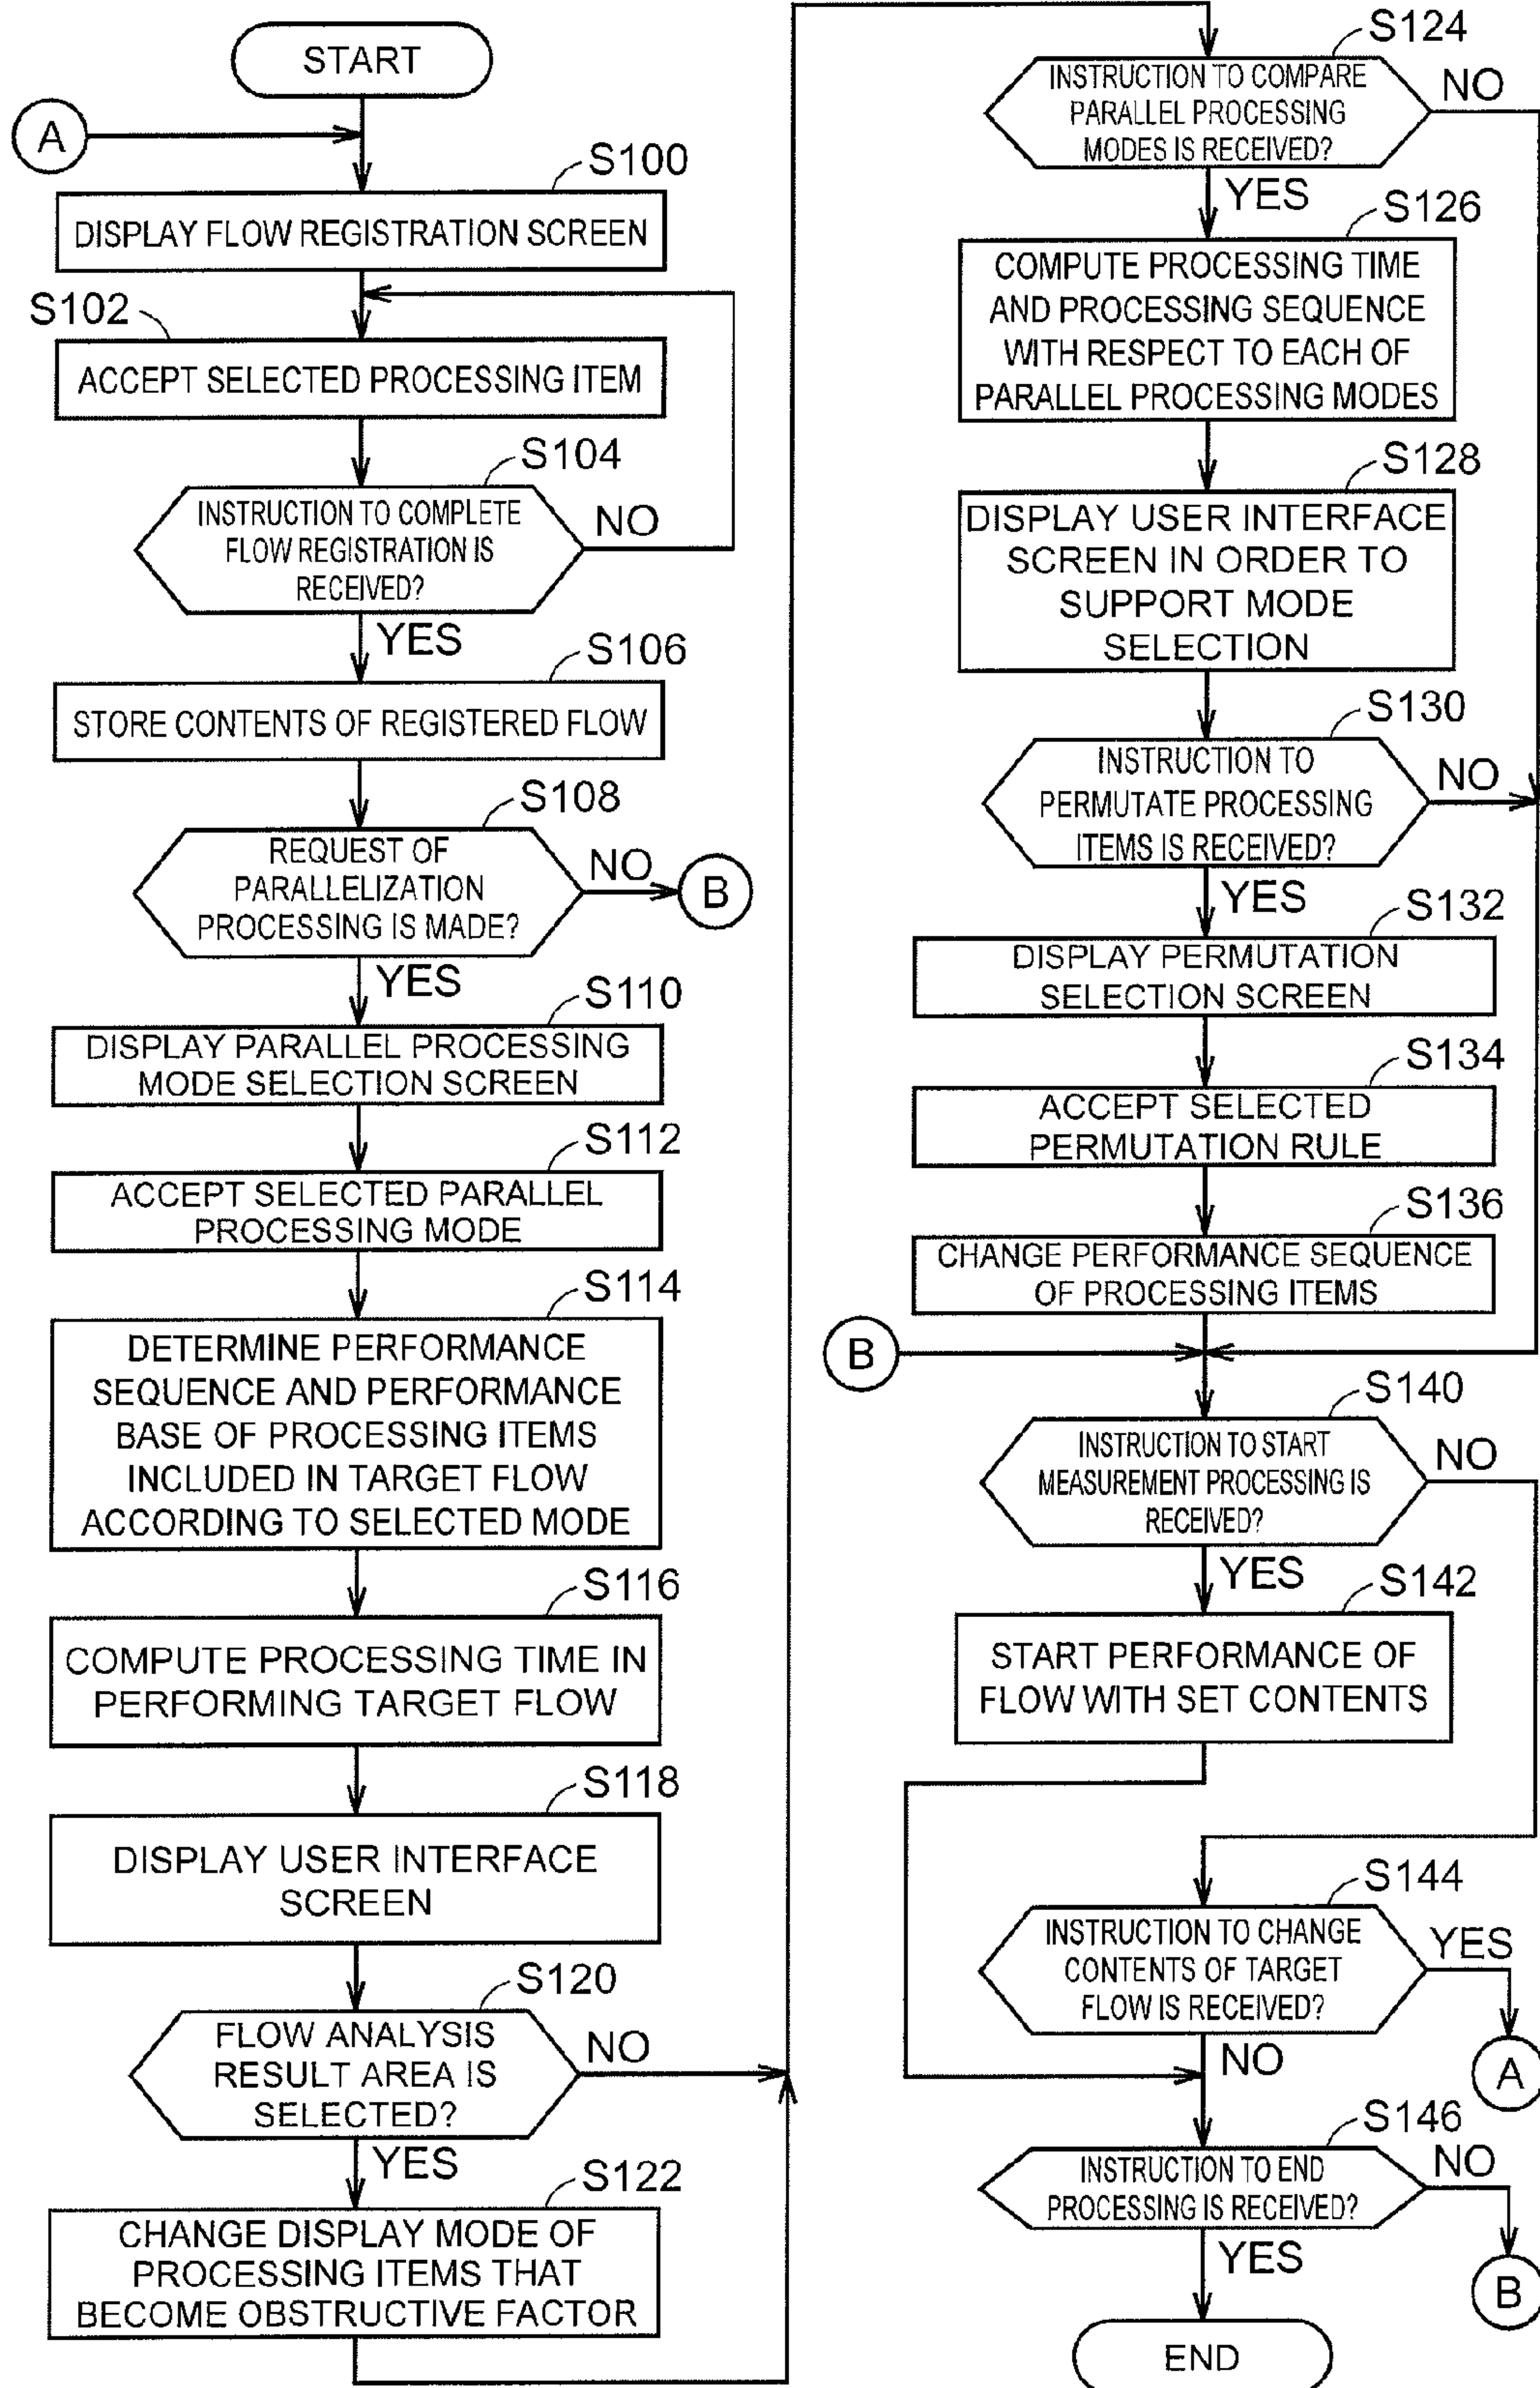 START
A
S100
DISPLAY FLOW REGISTRATION SCREEN
S102
ACCEPT SELECTED PROCESSING ITEM
S104
INSTRUCTION TO COMPLETE
FLOW REGISTRATION IS
RECEIVED?
NO
YES
S106
STORE CONTENTS OF REGISTERED FLOW
S108
REQUEST OF
PARALLELIZATION
PROCESSING IS MADE?
NO
B
YES
S110
DISPLAY PARALLEL PROCESSING
MODE SELECTION SCREEN
S112
ACCEPT SELECTED PARALLEL
PROCESSING MODE
S114
DETERMINE PERFORMANCE
SEQUENCE AND PERFORMANCE
BASE OF PROCESSING ITEMS
INCLUDED IN TARGET FLOW
ACCORDING TO SELECTED MODE
S116
COMPUTE PROCESSING TIME IN
PERFORMING TARGET FLOW
S118
DISPLAY USER INTERFACE
SCREEN
S120
FLOW ANALYSIS
RESULT AREA IS
SELECTED?
NO
YES
S122
CHANGE DISPLAY MODE OF
PROCESSING ITEMS THAT
BECOME OBSTRUCTIVE FACTOR
S124
INSTRUCTION TO COMPARE
PARALLEL PROCESSING
MODES IS RECEIVED?
NO
YES
S126
COMPUTE PROCESSING TIME
AND PROCESSING SEQUENCE
WITH RESPECT TO EACH OF
PARALLEL PROCESSING MODES
S128
DISPLAY USER INTERFACE
SCREEN IN ORDER TO
SUPPORT MODE
SELECTION
S130
INSTRUCTION TO
PERMUTATE PROCESSING
ITEMS IS RECEIVED?
NO
YES
S132
DISPLAY PERMUTATION
SELECTION SCREEN
S134
ACCEPT SELECTED
PERMUTATION RULE
S136
CHANGE PERFORMANCE SEQUENCE
OF PROCESSING ITEMS
B
S140
INSTRUCTION TO START
MEASUREMENT PROCESSING IS
RECEIVED?
NO
YES
S142
START PERFORMANCE OF
FLOW WITH SET CONTENTS
S144
INSTRUCTION TO CHANGE
CONTENTS OF TARGET
FLOW IS RECEIVED?
YES
A
NO
S146
INSTRUCTION TO END
PROCESSING IS RECEIVED?
NO
B
YES
END